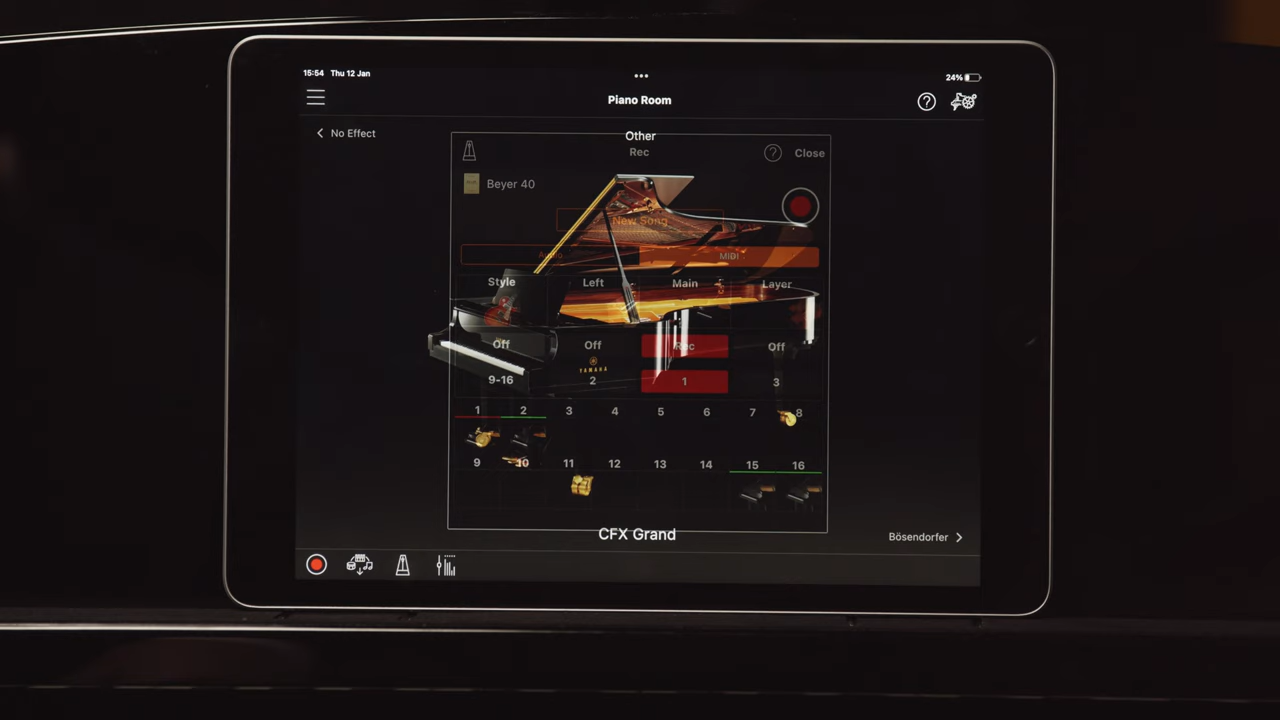 15:54 Thu 12 Jan
24%
Piano Room
No Effect
Other
Rec
Close
Beyer 40
New Song
Audio
MIDI
Style Left Main Layer
Off Off Rec Off
YAMAHA
9-16 2 1 3
1 2 3 4 5 6 7 8
9 10 11 12 13 14 15 16
CFX Grand
Bösendorfer